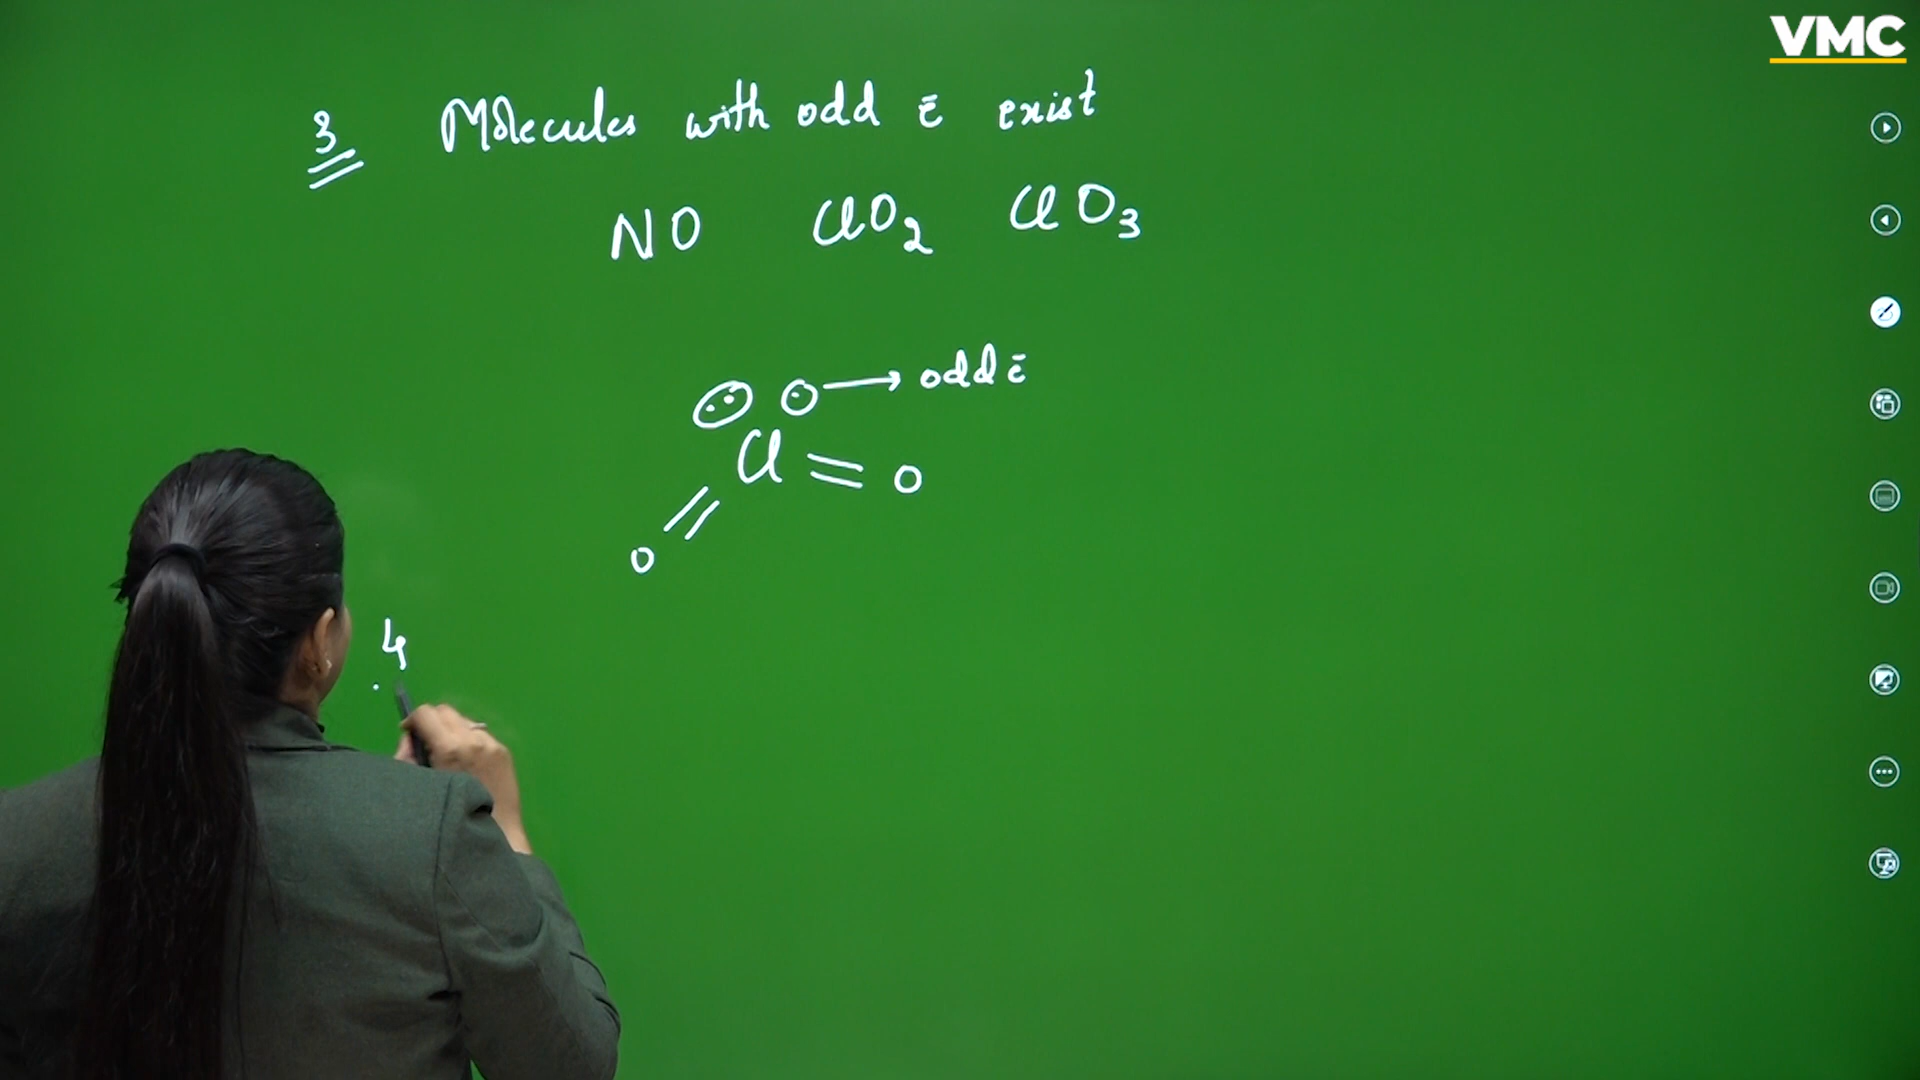 VMC
3 Molecules with odd ē exist
NO ClO₂ ClO₃
·· · → odd ē
Cl = O
O
4